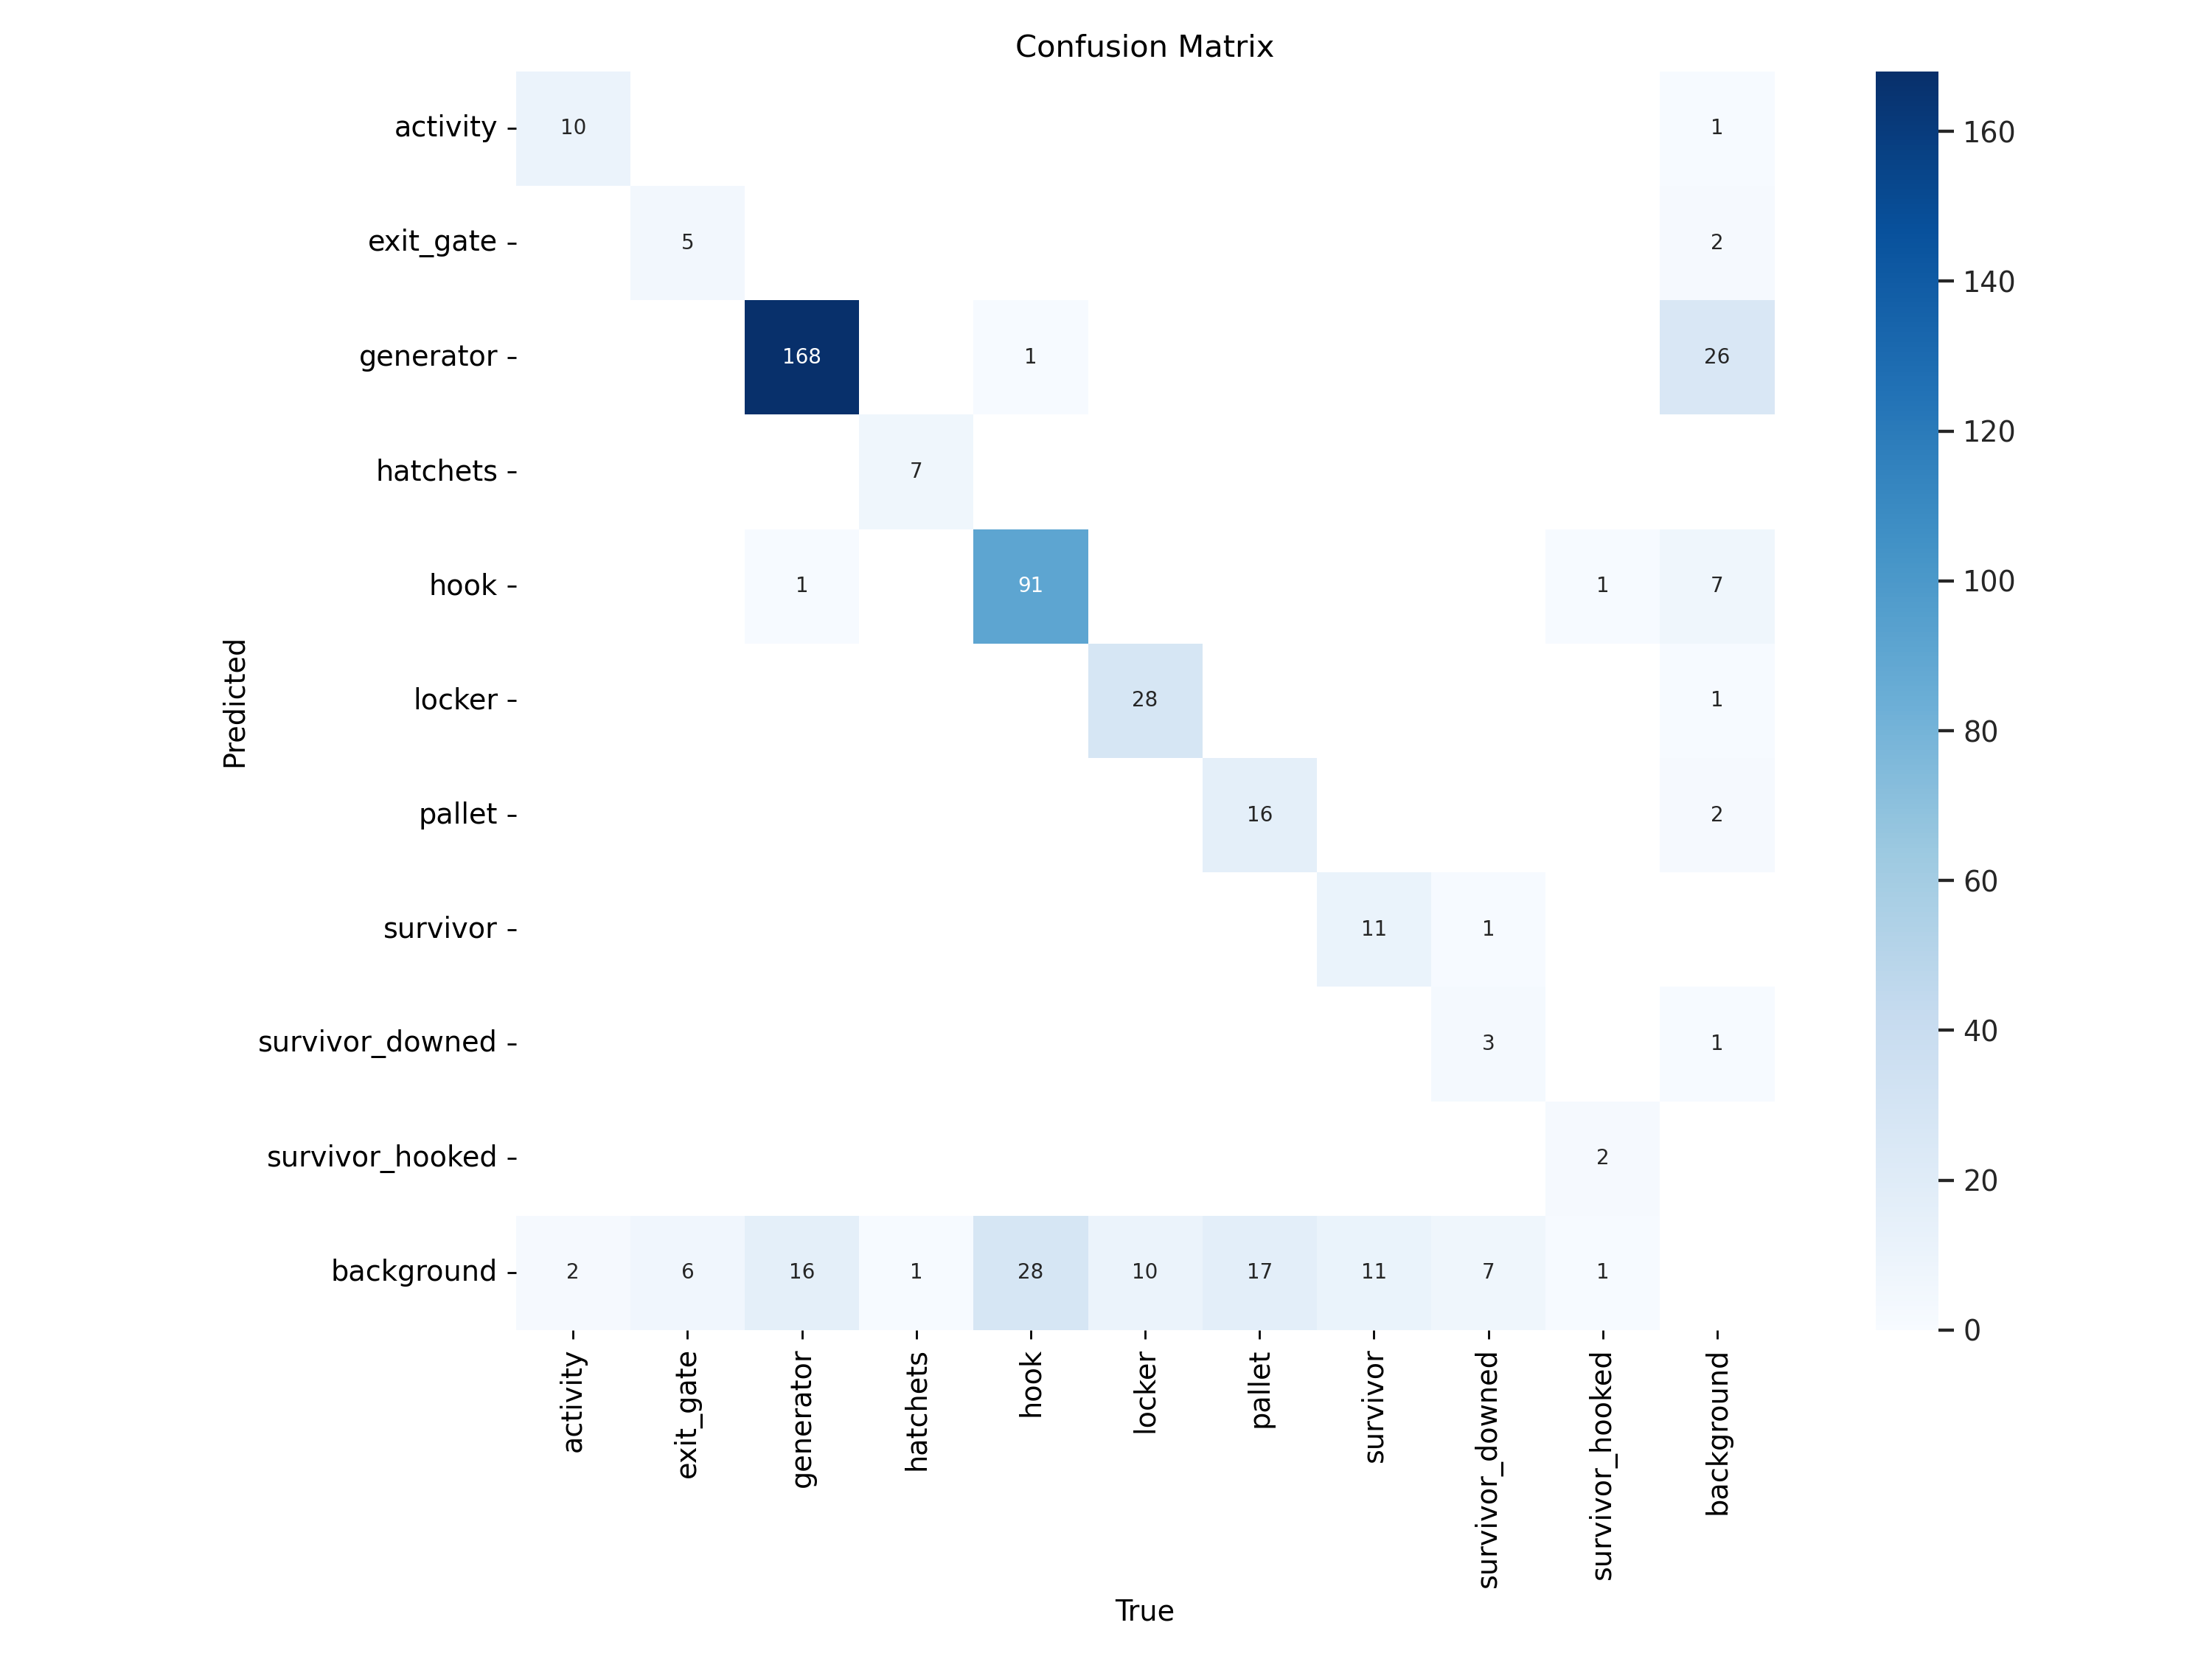 Confusion Matrix
activity 10 1
exit_gate 5 2
generator 168 1 26
hatchets 7
hook 1 91 1 7
locker 28 1
pallet 16 2
survivor 11 1
survivor_downed 3 1
survivor_hooked 2
background 2 6 16 1 28 10 17 11 7 1
Predicted
activity
exit_gate
generator
hatchets
hook
locker
pallet
survivor
survivor_downed
survivor_hooked
background
True
160
140
120
100
80
60
40
20
0